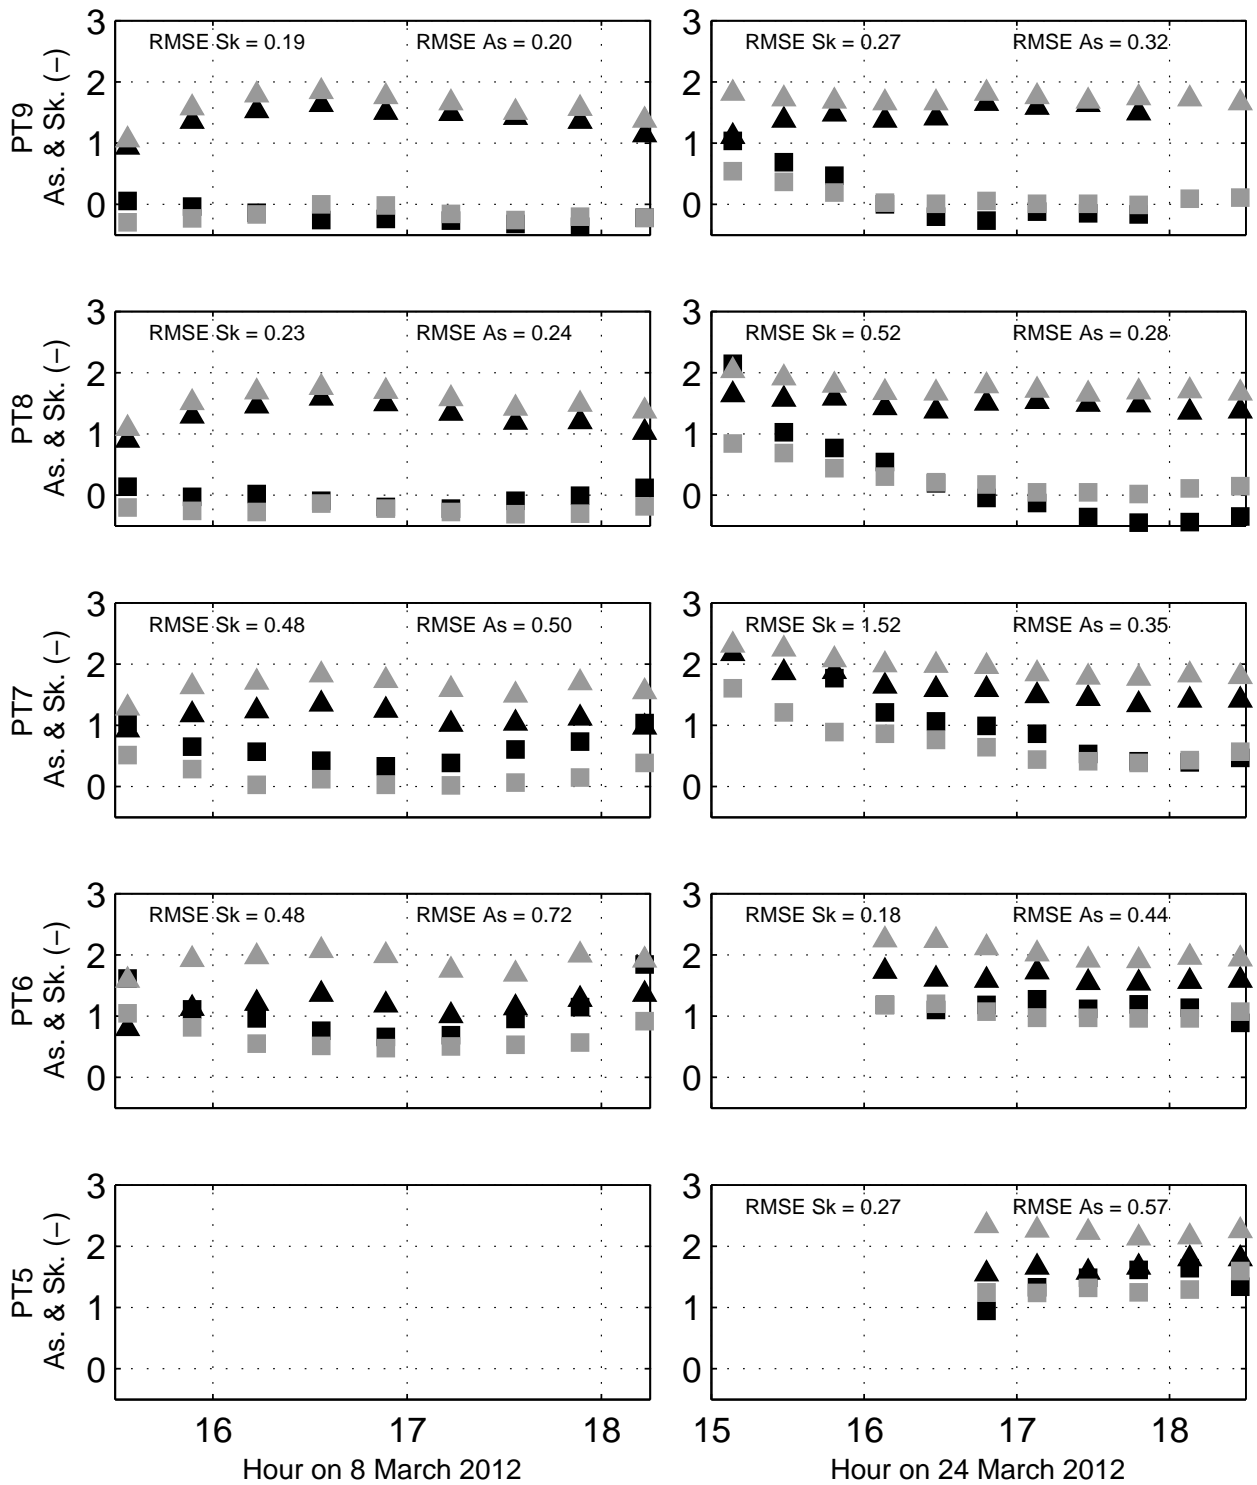 3
2
1
0
PT9
As. & Sk. (−)
RMSE Sk = 0.19
RMSE As = 0.20
3
2
1
0
RMSE Sk = 0.27
RMSE As = 0.32
3
2
1
0
PT8
As. & Sk. (−)
RMSE Sk = 0.23
RMSE As = 0.24
3
2
1
0
RMSE Sk = 0.52
RMSE As = 0.28
3
2
1
0
PT7
As. & Sk. (−)
RMSE Sk = 0.48
RMSE As = 0.50
3
2
1
0
RMSE Sk = 1.52
RMSE As = 0.35
3
2
1
0
PT6
As. & Sk. (−)
RMSE Sk = 0.48
RMSE As = 0.72
3
2
1
0
RMSE Sk = 0.18
RMSE As = 0.44
3
2
1
0
PT5
As. & Sk. (−)
16 17 18
Hour on 8 March 2012
3
2
1
0
RMSE Sk = 0.27
RMSE As = 0.57
15 16 17 18
Hour on 24 March 2012